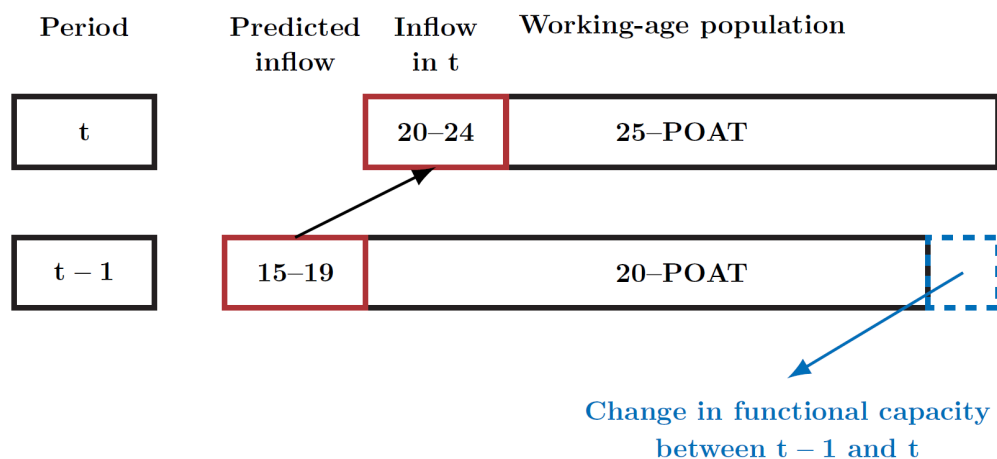 Period
Predicted
inflow
Inflow
in t
Working-age population
t
20–24
25–POAT
t − 1
15–19
20–POAT
Change in functional capacity
between t − 1 and t